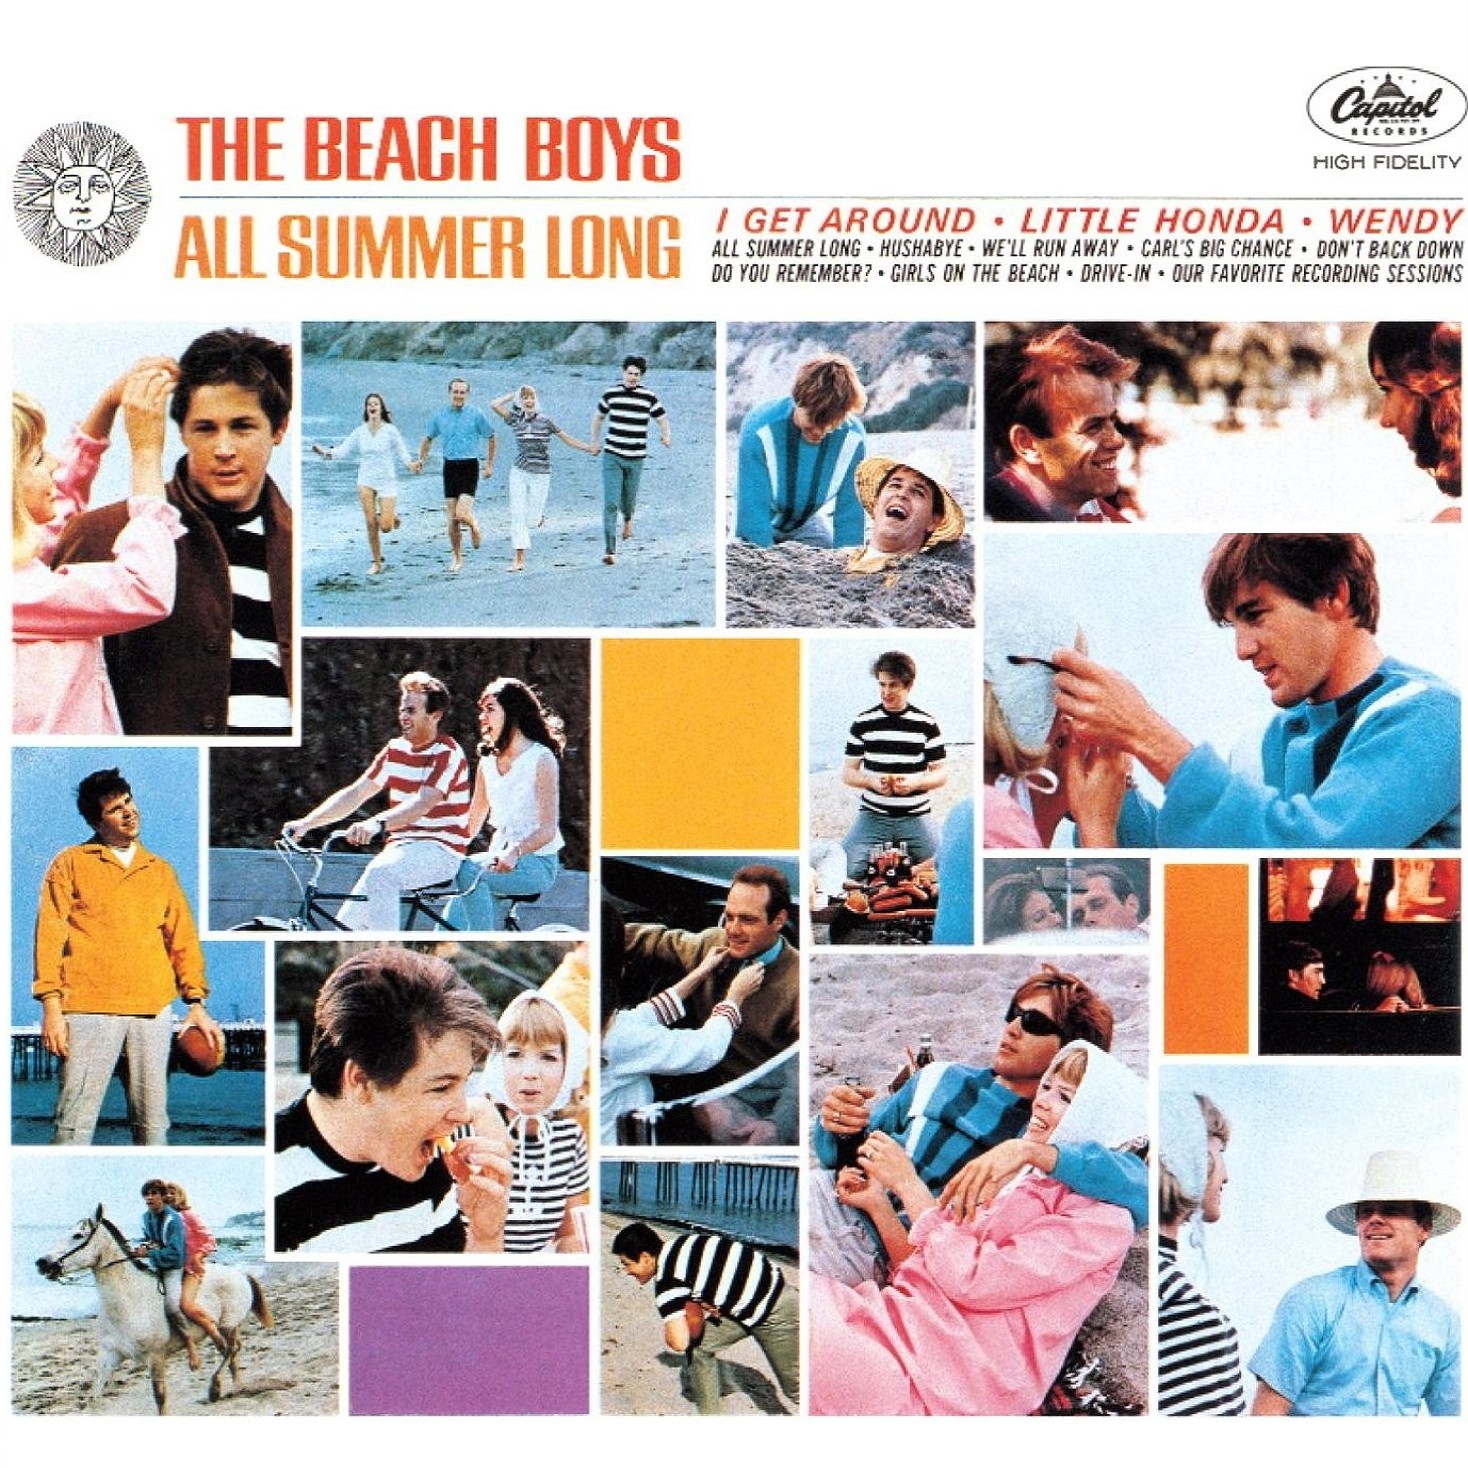 THE BEACH BOYS
ALL SUMMER LONG
Capitol
RECORDS
HIGH FIDELITY
I GET AROUND • LITTLE HONDA • WENDY
ALL SUMMER LONG • HUSHABYE • WE'LL RUN AWAY • CARL'S BIG CHANCE • DON'T BACK DOWN
DO YOU REMEMBER? • GIRLS ON THE BEACH • DRIVE-IN • OUR FAVORITE RECORDING SESSIONS